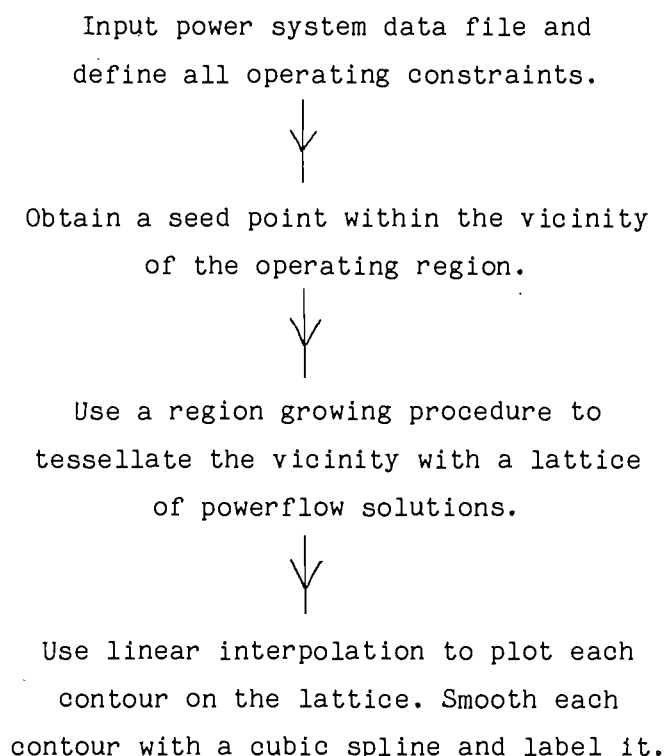 Input power system data file and
define all operating constraints.
Obtain a seed point within the vicinity
of the operating region.
Use a region growing procedure to
tessellate the vicinity with a lattice
of powerflow solutions.
Use linear interpolation to plot each
contour on the lattice. Smooth each
contour with a cubic spline and label it.